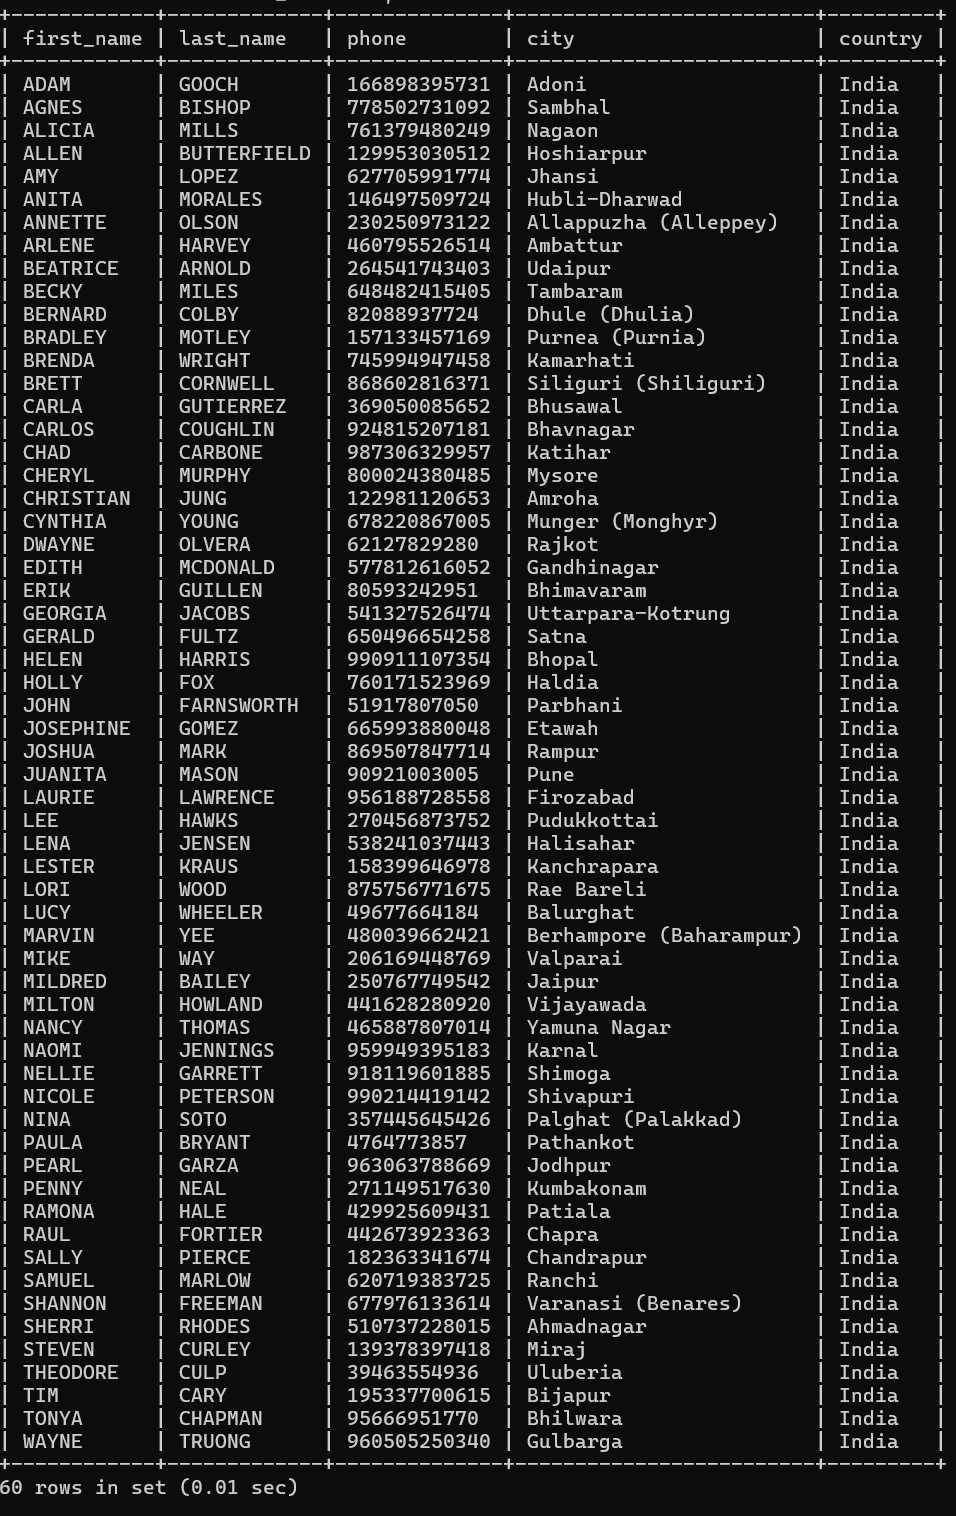 +------------+--------------+--------------+-------------------------+---------+
| first_name | last_name    | phone        | city                    | country |
+------------+--------------+--------------+-------------------------+---------+
| ADAM       | GOOCH        | 166898395731 | Adoni                   | India   |
| AGNES      | BISHOP       | 778502731092 | Sambhal                 | India   |
| ALICIA     | MILLS        | 761379480249 | Nagaon                  | India   |
| ALLEN      | BUTTERFIELD  | 129953030512 | Hoshiarpur              | India   |
| AMY        | LOPEZ        | 627705991774 | Jhansi                  | India   |
| ANITA      | MORALES      | 146497509724 | Hubli-Dharwad           | India   |
| ANNETTE    | OLSON        | 230250973122 | Allappuzha (Alleppey)   | India   |
| ARLENE     | HARVEY       | 460795526514 | Ambattur                | India   |
| BEATRICE   | ARNOLD       | 264541743403 | Udaipur                 | India   |
| BECKY      | MILES        | 648482415405 | Tambaram                | India   |
| BERNARD    | COLBY        | 82088937724  | Dhule (Dhulia)          | India   |
| BRADLEY    | MOTLEY       | 157133457169 | Purnea (Purnia)         | India   |
| BRENDA     | WRIGHT       | 745994947458 | Kamarhati               | India   |
| BRETT      | CORNWELL     | 868602816371 | Siliguri (Shiliguri)    | India   |
| CARLA      | GUTIERREZ    | 369050085652 | Bhusawal                | India   |
| CARLOS     | COUGHLIN     | 924815207181 | Bhavnagar               | India   |
| CHAD       | CARBONE      | 987306329957 | Katihar                 | India   |
| CHERYL     | MURPHY       | 800024380485 | Mysore                  | India   |
| CHRISTIAN  | JUNG         | 122981120653 | Amroha                  | India   |
| CYNTHIA    | YOUNG        | 678220867005 | Munger (Monghyr)        | India   |
| DWAYNE     | OLVERA       | 62127829280  | Rajkot                  | India   |
| EDITH      | MCDONALD     | 577812616052 | Gandhinagar             | India   |
| ERIK       | GUILLEN      | 80593242951  | Bhimavaram              | India   |
| GEORGIA    | JACOBS       | 541327526474 | Uttarpara-Kotrung       | India   |
| GERALD     | FULTZ        | 650496654258 | Satna                   | India   |
| HELEN      | HARRIS       | 990911107354 | Bhopal                  | India   |
| HOLLY      | FOX          | 760171523969 | Haldia                  | India   |
| JOHN       | FARNSWORTH   | 51917807050  | Parbhani                | India   |
| JOSEPHINE  | GOMEZ        | 665993880048 | Etawah                  | India   |
| JOSHUA     | MARK         | 869507847714 | Rampur                  | India   |
| JUANITA    | MASON        | 90921003005  | Pune                    | India   |
| LAURIE     | LAWRENCE     | 956188728558 | Firozabad               | India   |
| LEE        | HAWKS        | 270456873752 | Pudukkottai             | India   |
| LENA       | JENSEN       | 538241037443 | Halisahar               | India   |
| LESTER     | KRAUS        | 158399646978 | Kanchrapara             | India   |
| LORI       | WOOD         | 875756771675 | Rae Bareli              | India   |
| LUCY       | WHEELER      | 49677664184  | Balurghat               | India   |
| MARVIN     | YEE          | 480039662421 | Berhampore (Baharampur) | India   |
| MIKE       | WAY          | 206169448769 | Valparai                | India   |
| MILDRED    | BAILEY       | 250767749542 | Jaipur                  | India   |
| MILTON     | HOWLAND      | 441628280920 | Vijayawada              | India   |
| NANCY      | THOMAS       | 465887807014 | Yamuna Nagar            | India   |
| NAOMI      | JENNINGS     | 959949395183 | Karnal                  | India   |
| NELLIE     | GARRETT      | 918119601885 | Shimoga                 | India   |
| NICOLE     | PETERSON     | 990214419142 | Shivapuri               | India   |
| NINA       | SOTO         | 357445645426 | Palghat (Palakkad)      | India   |
| PAULA      | BRYANT       | 4764773857   | Pathankot               | India   |
| PEARL      | GARZA        | 963063788669 | Jodhpur                 | India   |
| PENNY      | NEAL         | 271149517630 | Kumbakonam              | India   |
| RAMONA     | HALE         | 429925609431 | Patiala                 | India   |
| RAUL       | FORTIER      | 442673923363 | Chapra                  | India   |
| SALLY      | PIERCE       | 182363341674 | Chandrapur              | India   |
| SAMUEL     | MARLOW       | 620719383725 | Ranchi                  | India   |
| SHANNON    | FREEMAN      | 677976133614 | Varanasi (Benares)      | India   |
| SHERRI     | RHODES       | 510737228015 | Ahmadnagar              | India   |
| STEVEN     | CURLEY       | 139378397418 | Miraj                   | India   |
| THEODORE   | CULP         | 39463554936  | Uluberia                | India   |
| TIM        | CARY         | 195337700615 | Bijapur                 | India   |
| TONYA      | CHAPMAN      | 95666951770  | Bhilwara                | India   |
| WAYNE      | TRUONG       | 960505250340 | Gulbarga                | India   |
+------------+--------------+--------------+-------------------------+---------+
60 rows in set (0.01 sec)